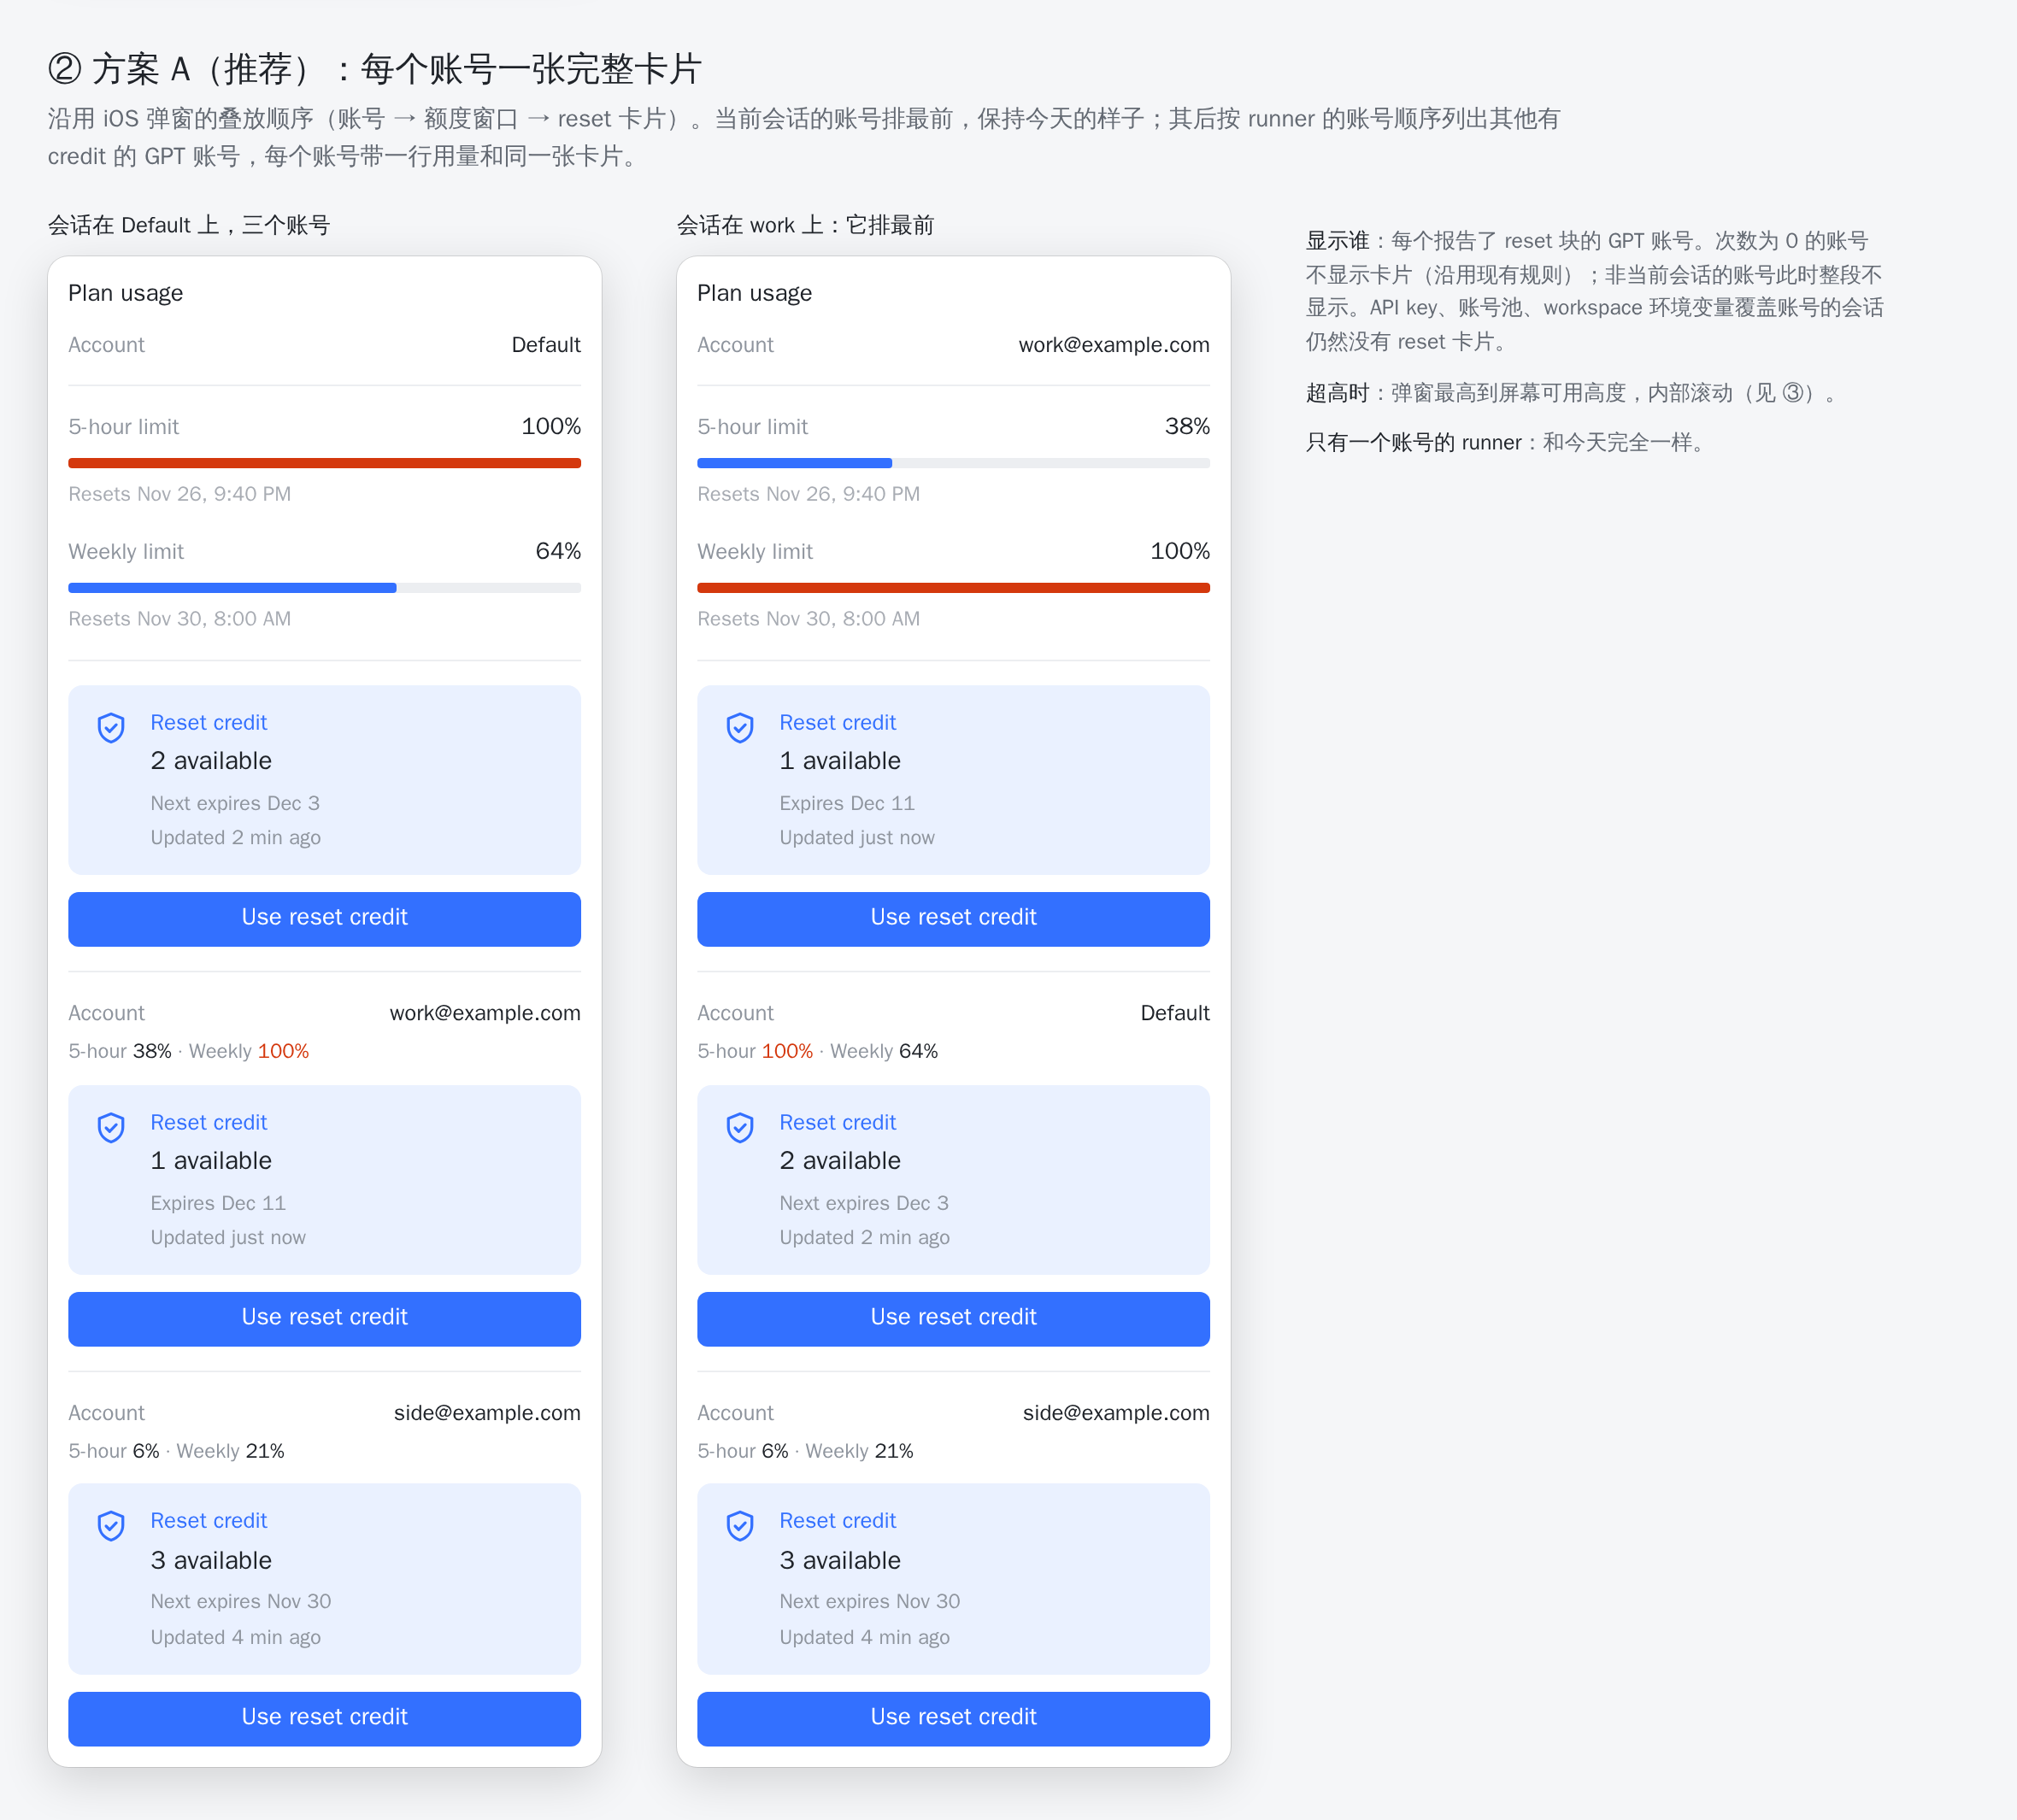 ② 方案 A（推荐）：每个账号一张完整卡片
沿用 iOS 弹窗的叠放顺序（账号 → 额度窗口 → reset 卡片）。当前会话的账号排最前，保持今天的样子；其后按 runner 的账号顺序列出其他有
credit 的 GPT 账号，每个账号带一行用量和同一张卡片。
会话在 Default 上，三个账号
Plan usage
Account Default
5-hour limit 100%
Resets Nov 26, 9:40 PM
Weekly limit 64%
Resets Nov 30, 8:00 AM
Reset credit
2 available
Next expires Dec 3
Updated 2 min ago
Use reset credit
Account work@example.com
5-hour 38% · Weekly 100%
Reset credit
1 available
Expires Dec 11
Updated just now
Use reset credit
Account side@example.com
5-hour 6% · Weekly 21%
Reset credit
3 available
Next expires Nov 30
Updated 4 min ago
Use reset credit
会话在 work 上：它排最前
Plan usage
Account work@example.com
5-hour limit 38%
Resets Nov 26, 9:40 PM
Weekly limit 100%
Resets Nov 30, 8:00 AM
Reset credit
1 available
Expires Dec 11
Updated just now
Use reset credit
Account Default
5-hour 100% · Weekly 64%
Reset credit
2 available
Next expires Dec 3
Updated 2 min ago
Use reset credit
Account side@example.com
5-hour 6% · Weekly 21%
Reset credit
3 available
Next expires Nov 30
Updated 4 min ago
Use reset credit
显示谁：每个报告了 reset 块的 GPT 账号。次数为 0 的账号
不显示卡片（沿用现有规则）；非当前会话的账号此时整段不
显示。API key、账号池、workspace 环境变量覆盖账号的会话
仍然没有 reset 卡片。
超高时：弹窗最高到屏幕可用高度，内部滚动（见 ③）。
只有一个账号的 runner：和今天完全一样。